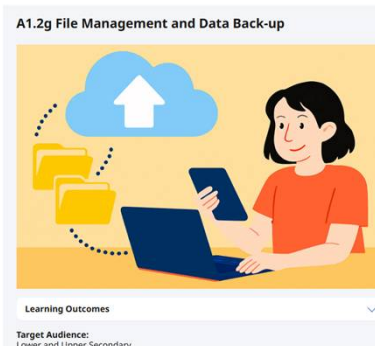 A1.2g File Management and Data Back-up
Learning Outcomes
Target Audience:
Lower and Upper Secondary